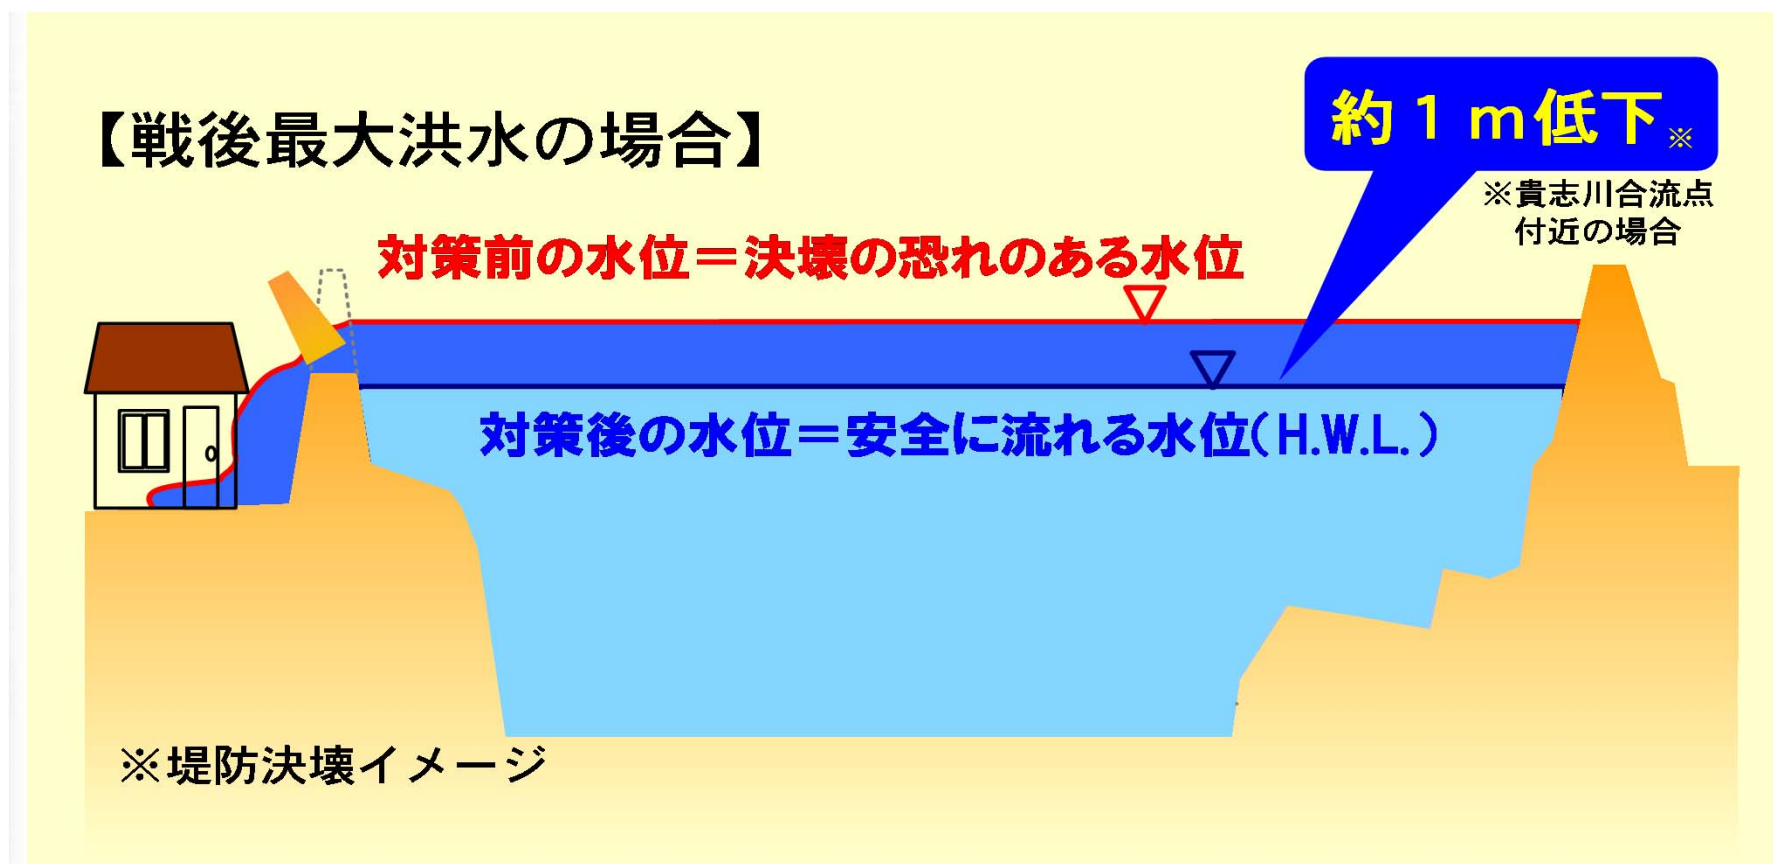 【戦後最大洪水の場合】
約１ｍ低下※
※貴志川合流点
付近の場合
対策前の水位＝決壊の恐れのある水位
対策後の水位＝安全に流れる水位(H.W.L.)
※堤防決壊イメージ